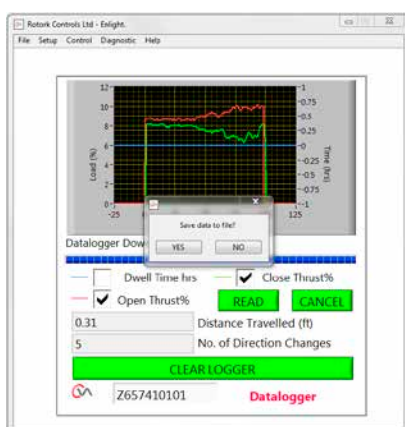 Rotork Controls Ltd - Enlight.
File Setup Control Diagnostic Help
12
10
8
6
4
2
0
Load (%)
1
0.75
0.5
0.25
0
-0.25
-0.5
-0.75
-1
Time (hrs)
-25
125
Save data to file?
YES NO
Datalogger Dow
Dwell Time hrs Close Thrust%
Open Thrust% READ CANCEL
0.31 Distance Travelled (ft)
5 No. of Direction Changes
CLEAR LOGGER
Z657410101 Datalogger